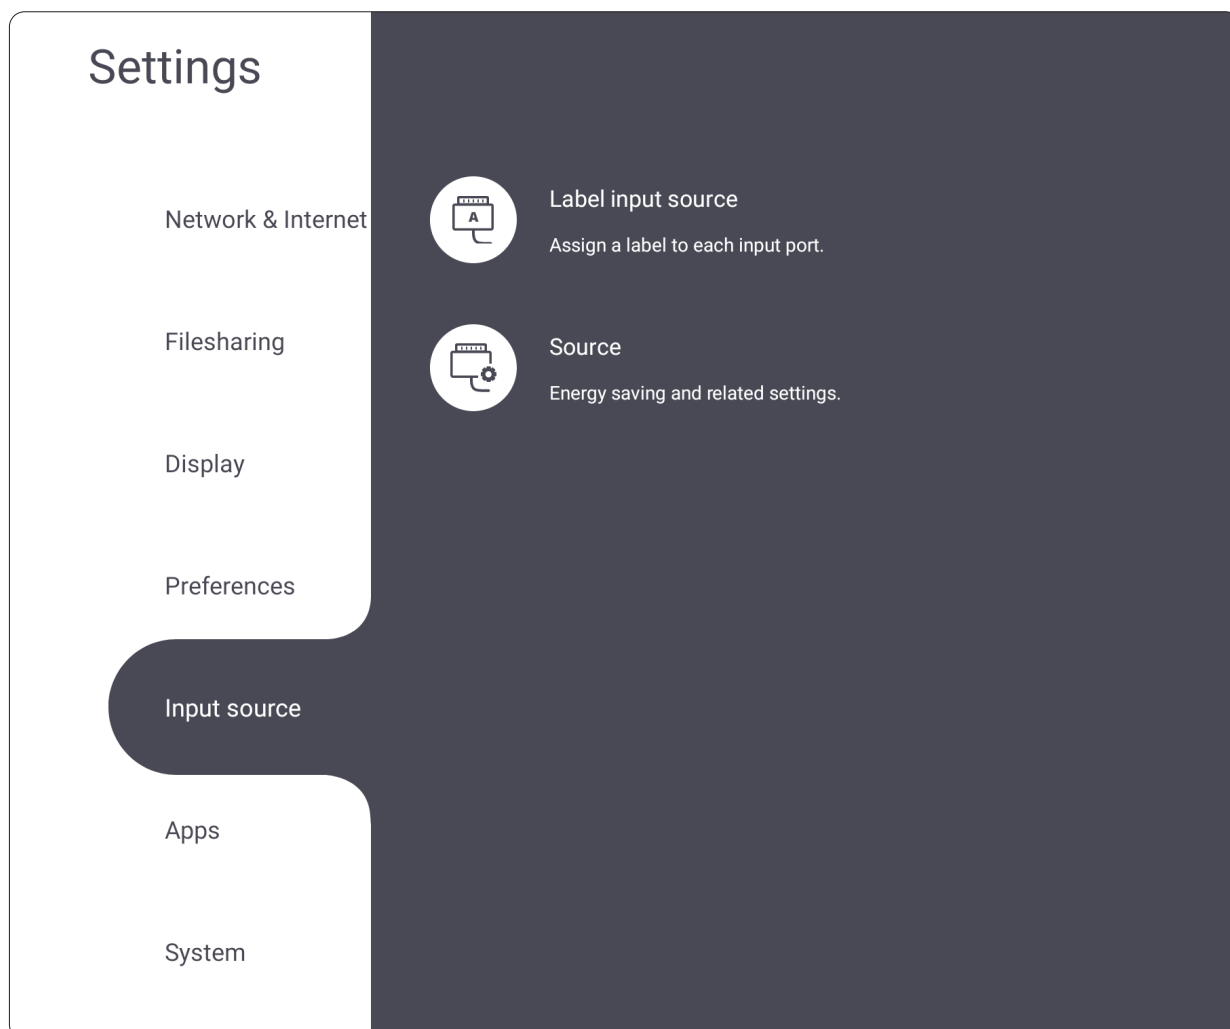 Settings
Network & Internet
Filesharing
Display
Preferences
Input source
Apps
System
A
Label input source
Assign a label to each input port.
Source
Energy saving and related settings.